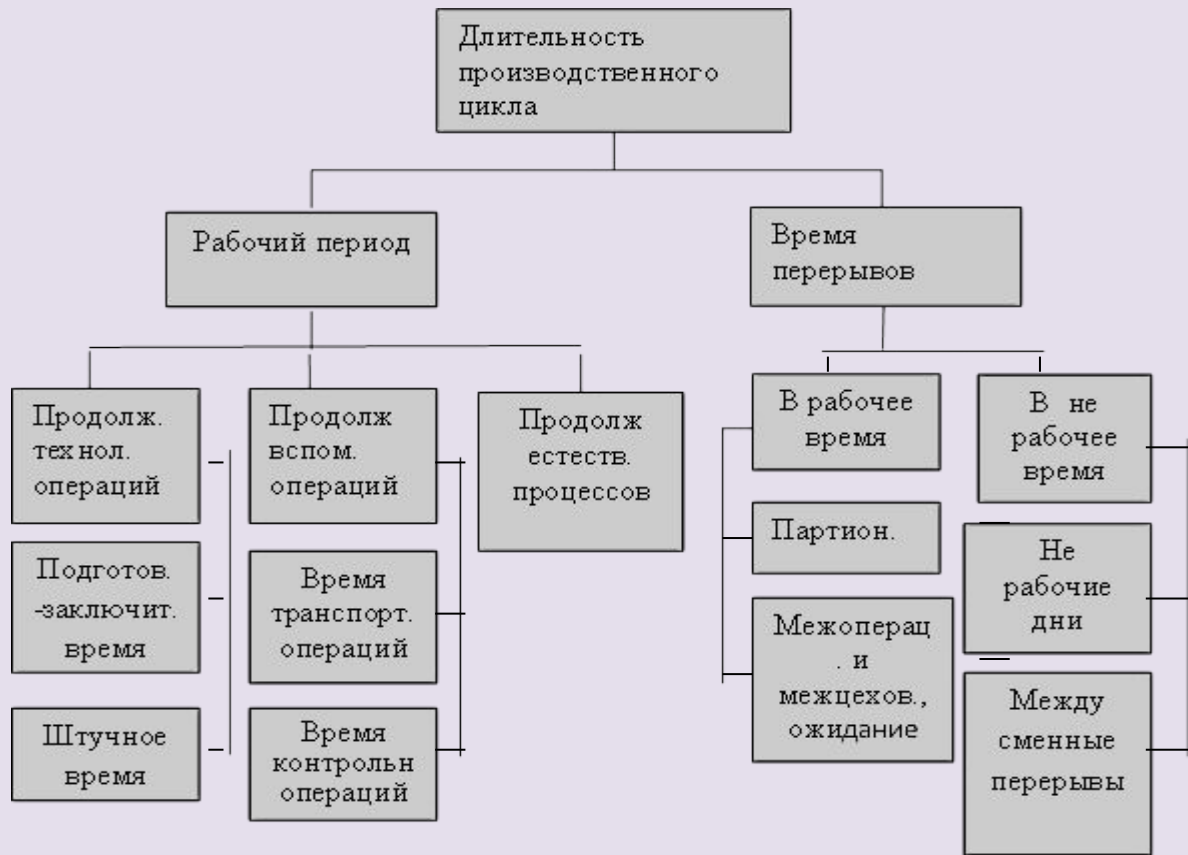 Длительность
производственного
цикла
Рабочий период
Время
перерывов
Продолж.
технол.
операций
Продолж
вспом.
операций
Продолж
естеств.
процессов
В рабочее
время
В не
рабочее
время
Подготов.
-заключит.
время
Время
транспорт.
операций
Партион.
Не
рабочие
дни
Штучное
время
Время
контрольн
операций
Межоперац
. и
межцехов.,
ожидание
Между
сменные
перерывы